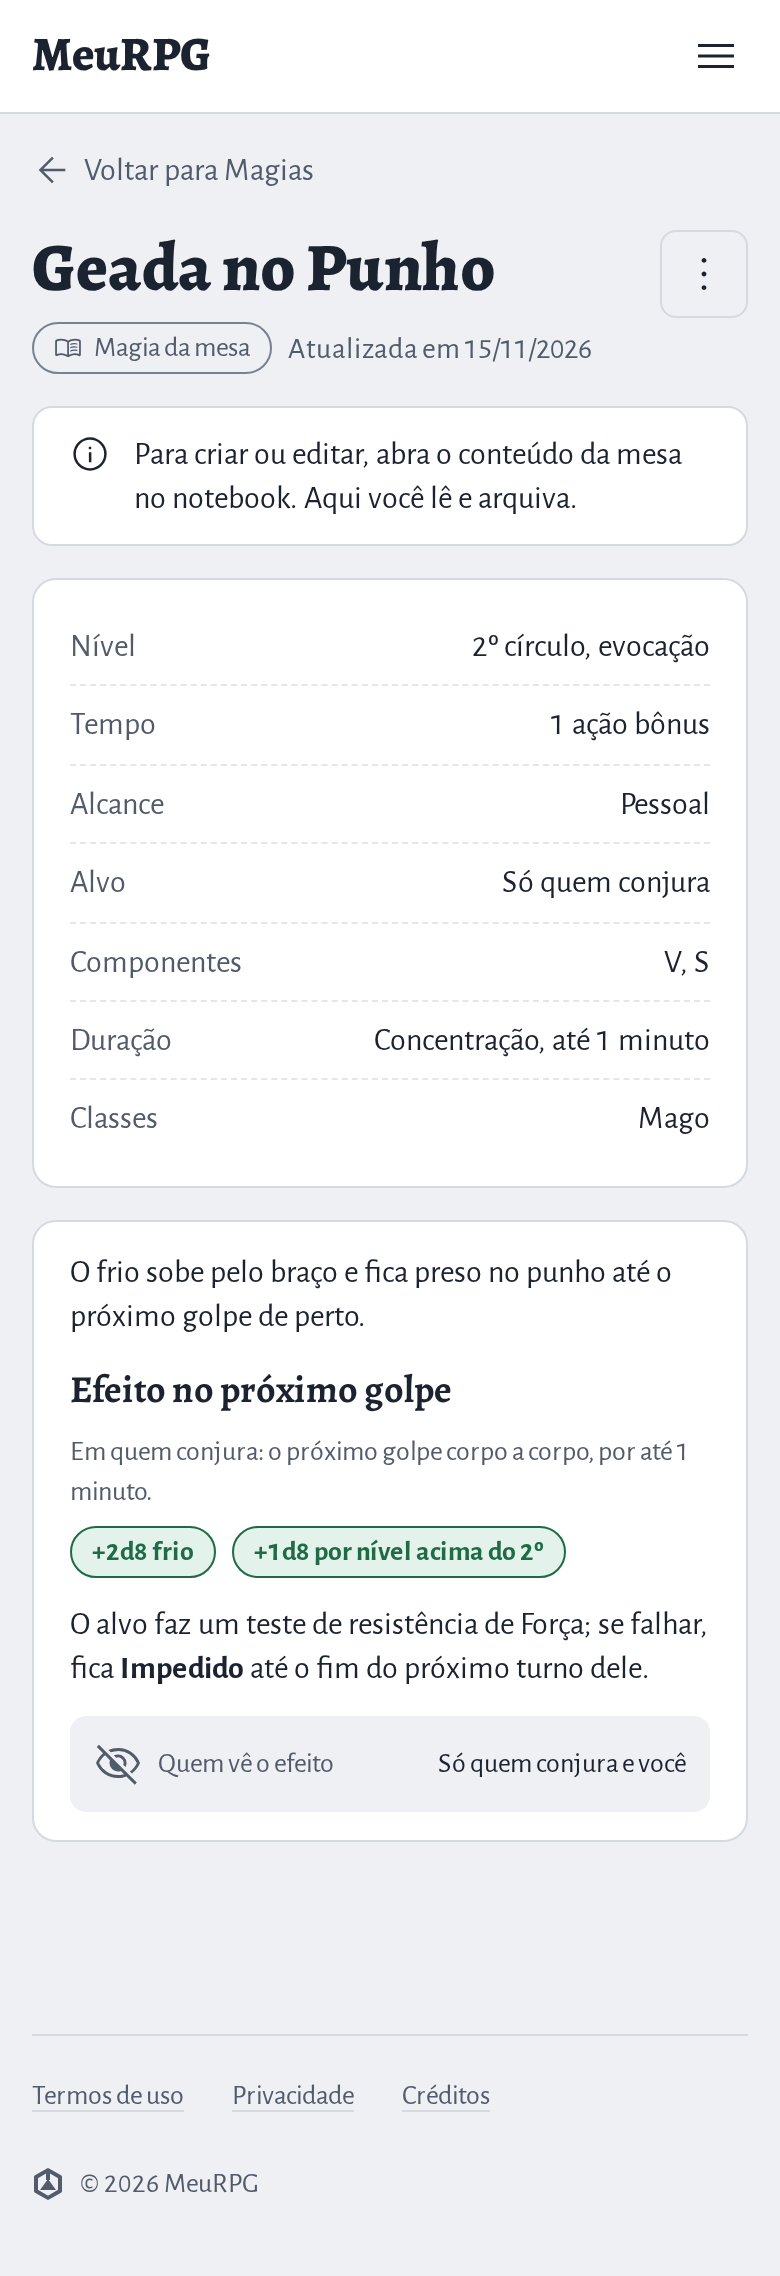 MeuRPG
Voltar para Magias
Geada no Punho
Magia da mesa
Atualizada em 15/11/2026
Para criar ou editar, abra o conteúdo da mesa
no notebook. Aqui você lê e arquiva.
Nível 2º círculo, evocação
Tempo 1 ação bônus
Alcance Pessoal
Alvo Só quem conjura
Componentes V, S
Duração Concentração, até 1 minuto
Classes Mago
O frio sobe pelo braço e fica preso no punho até o
próximo golpe de perto.
Efeito no próximo golpe
Em quem conjura: o próximo golpe corpo a corpo, por até 1
minuto.
+2d8 frio
+1d8 por nível acima do 2º
O alvo faz um teste de resistência de Força; se falhar,
fica Impedido até o fim do próximo turno dele.
Quem vê o efeito Só quem conjura e você
Termos de uso Privacidade Créditos
© 2026 MeuRPG